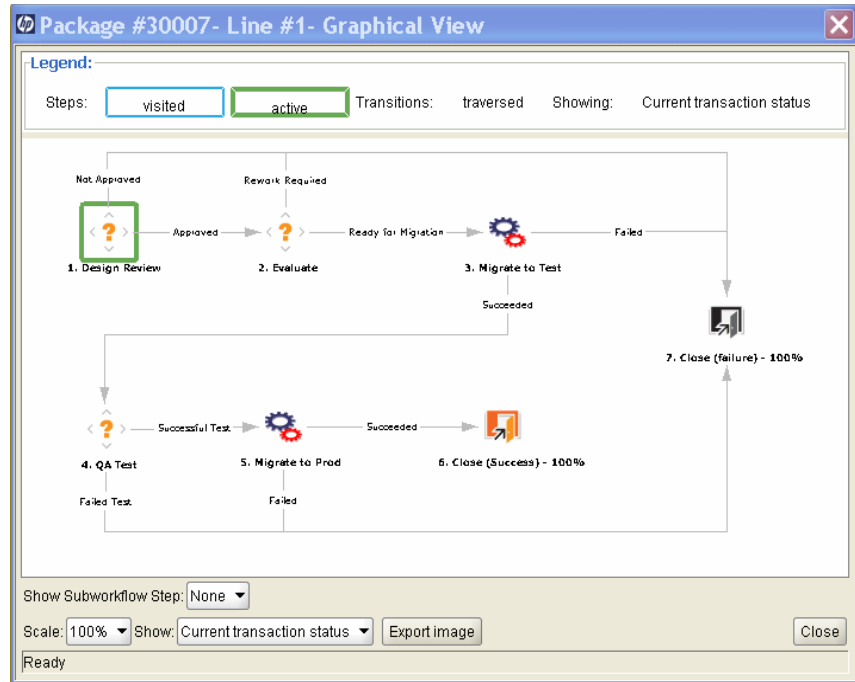 Package #30007- Line #1- Graphical View
Legend:
Steps: visited active Transitions: traversed Showing: Current transaction status
Not Approved Rework Required
Approved Ready for Migration Failed
1. Design Review 2. Evaluate 3. Migrate to Test
Succeeded
7. Close (failure) - 100%
Successful Test Succeeded
4. QA Test 5. Migrate to Prod 6. Close (Success) - 100%
Failed Test Failed
Show Subworkflow Step: None
Scale: 100% Show: Current transaction status Export image Close
Ready